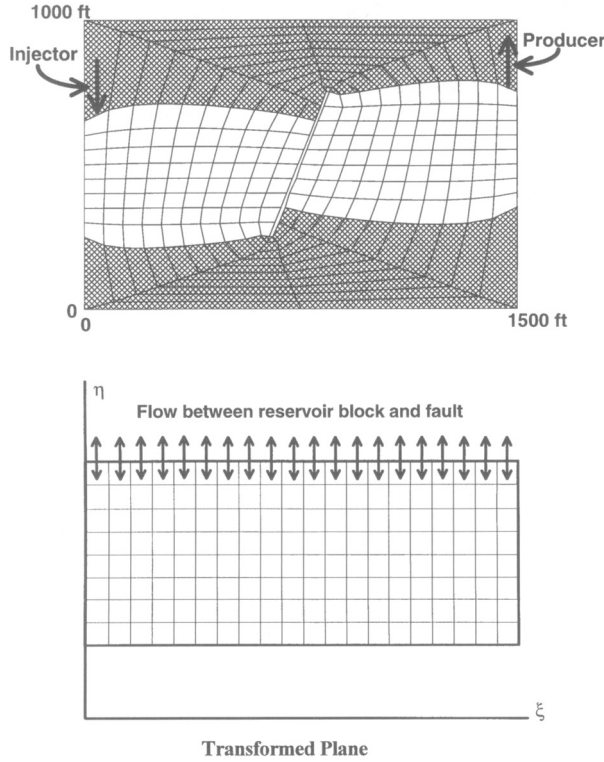 1000 ft
Injector
Producer
0
0
1500 ft
η
Flow between reservoir block and fault
ξ
Transformed Plane